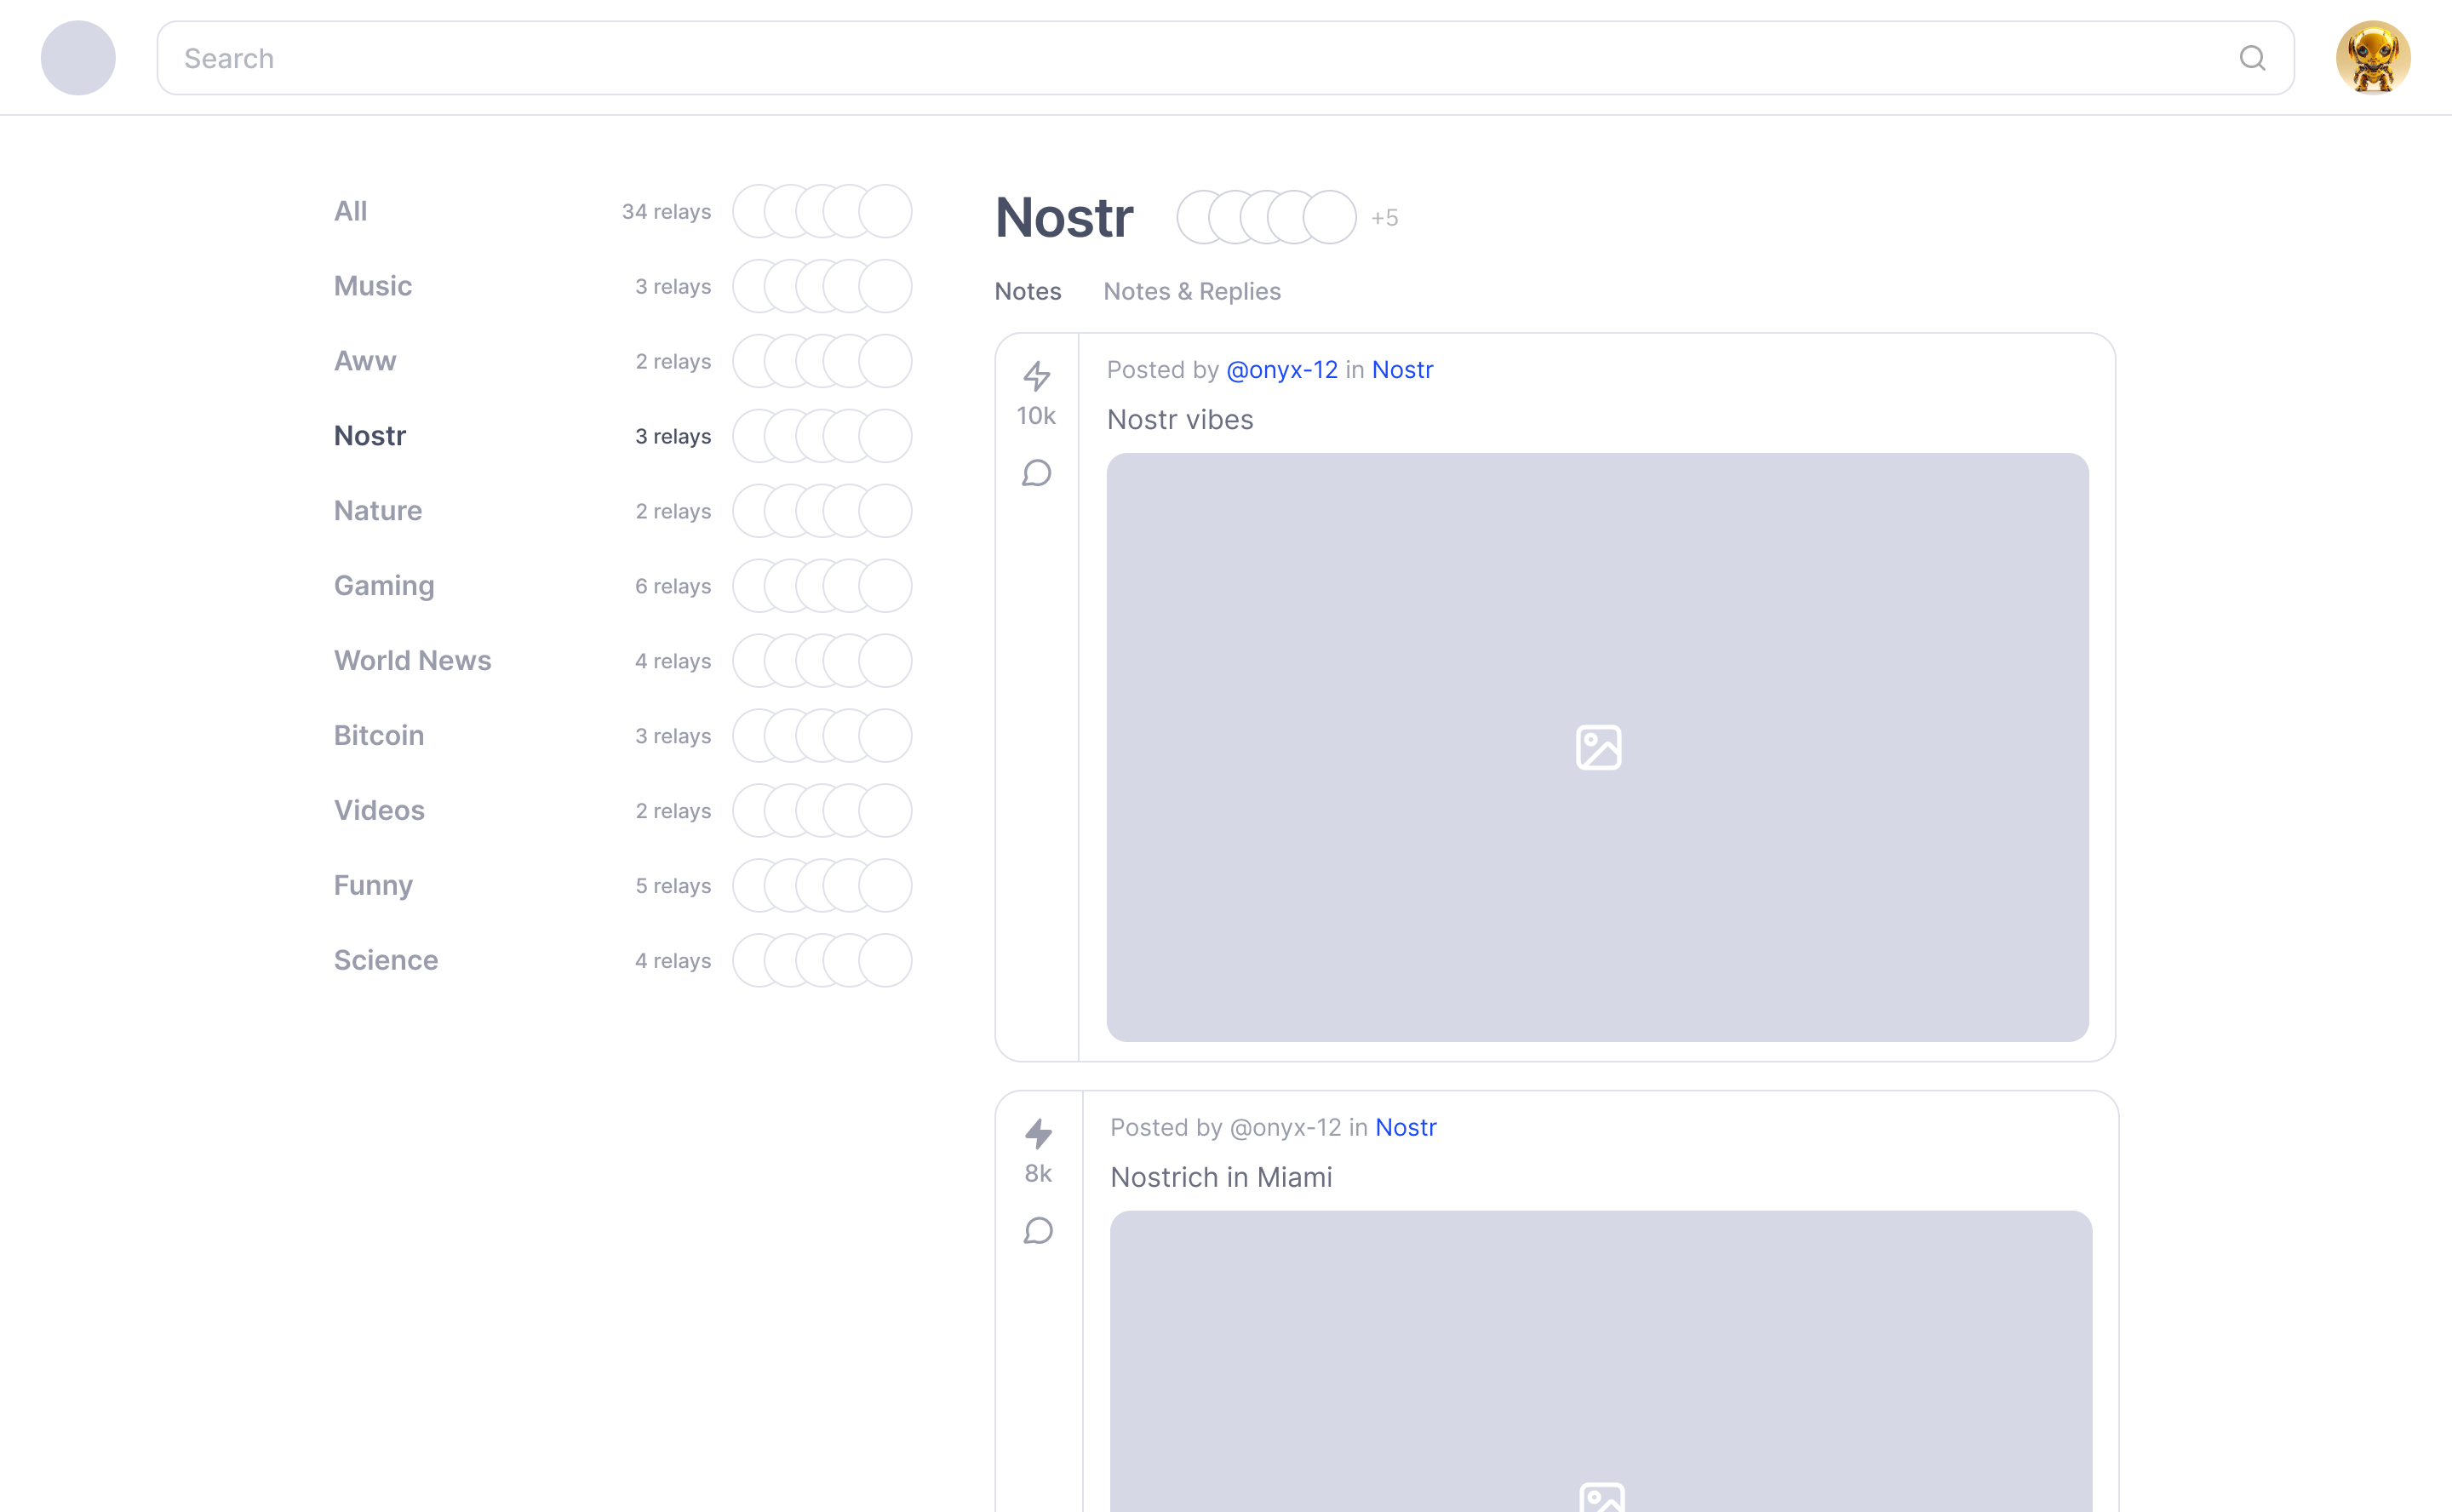 Search
All 34 relays
Music 3 relays
Aww 2 relays
Nostr 3 relays
Nature 2 relays
Gaming 6 relays
World News 4 relays
Bitcoin 3 relays
Videos 2 relays
Funny 5 relays
Science 4 relays
Nostr +5
Notes Notes & Replies
10k
Posted by @onyx-12 in Nostr
Nostr vibes
8k
Posted by @onyx-12 in Nostr
Nostrich in Miami